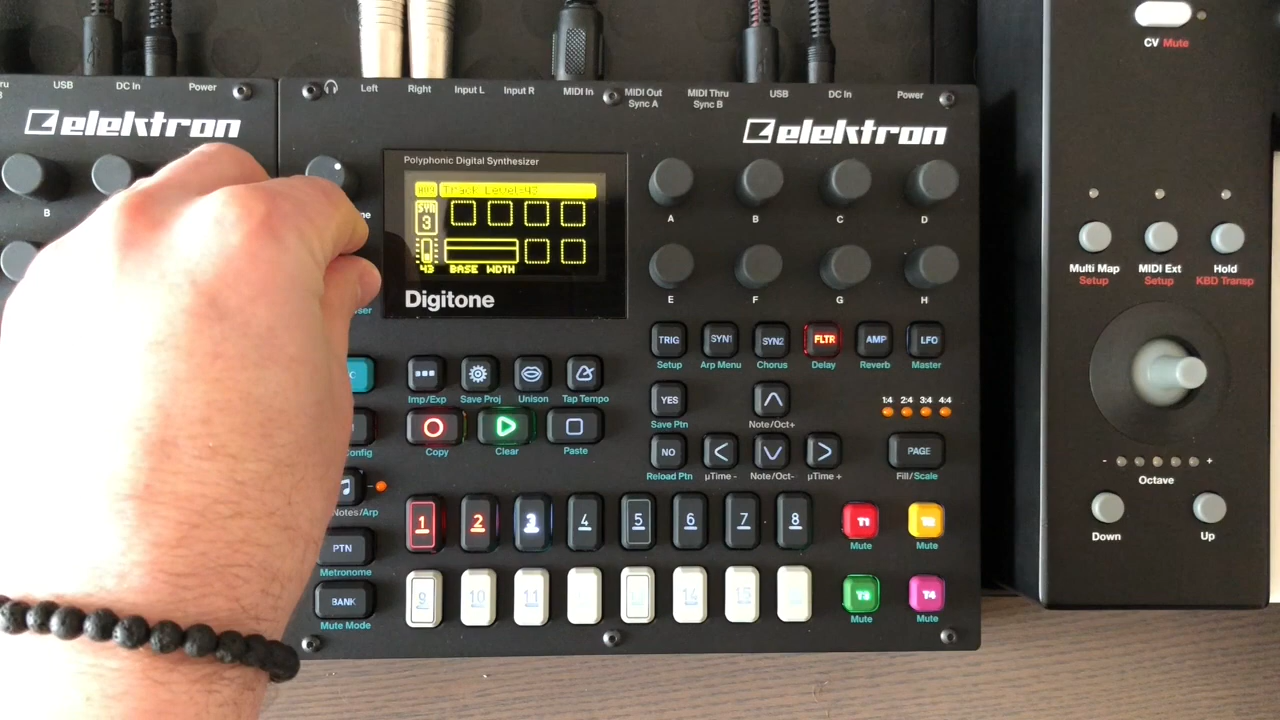 CV Mute
USB
DC In
Power
Left
Right
Input L
Input R
MIDI In
MIDI Out
Sync A
MIDI Thru
Sync B
USB
DC In
Power
elektron
elektron
Polyphonic Digital Synthesizer
Track Level=43
SYN
3
43 BASE WDTH
Digitone
B
A
B
C
D
E
F
G
H
Multi Map
Setup
MIDI Ext
Setup
Hold
KBD Transp
TRIG
SYN1
SYN2
FLTR
AMP
LFO
Setup
Arp Menu
Chorus
Delay
Reverb
Master
Imp/Exp
Save Proj
Unison
Tap Tempo
YES
Save Ptn
Note/Oct+
1:4
2:4
3:4
4:4
Copy
Clear
Paste
NO
PAGE
Reload Ptn
µTime -
Note/Oct-
µTime +
Fill/Scale
- Octave +
Down
Up
Notes/Arp
1
2
3
4
5
6
7
8
T1
T2
Mute
Mute
PTN
Metronome
BANK
Mute Mode
9
10
11
14
15
T3
T4
Mute
Mute